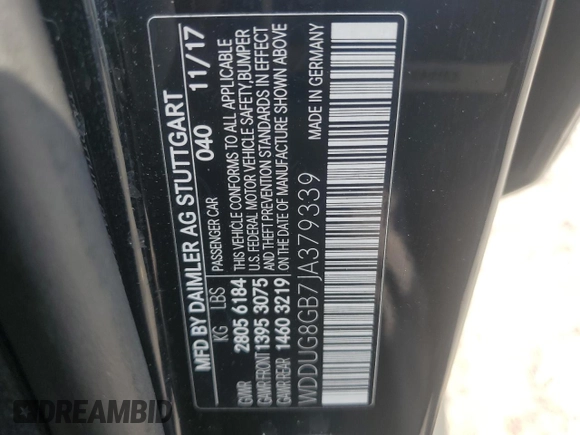 MFD BY DAIMLER AG STUTTGART
040 11/17
KG LBS PASSENGER CAR
GVWR 2805 6184 THIS VEHICLE CONFORMS TO ALL APPLICABLE
GWR FRONT 1395 3075 U.S. FEDERAL MOTOR VEHICLE SAFETY, BUMPER
GWR REAR 1460 3219 AND THEFT PREVENTION STANDARDS IN EFFECT
ON THE DATE OF MANUFACTURE SHOWN ABOVE
WDDUG8GB7JA379339 MADE IN GERMANY
DREAMBID